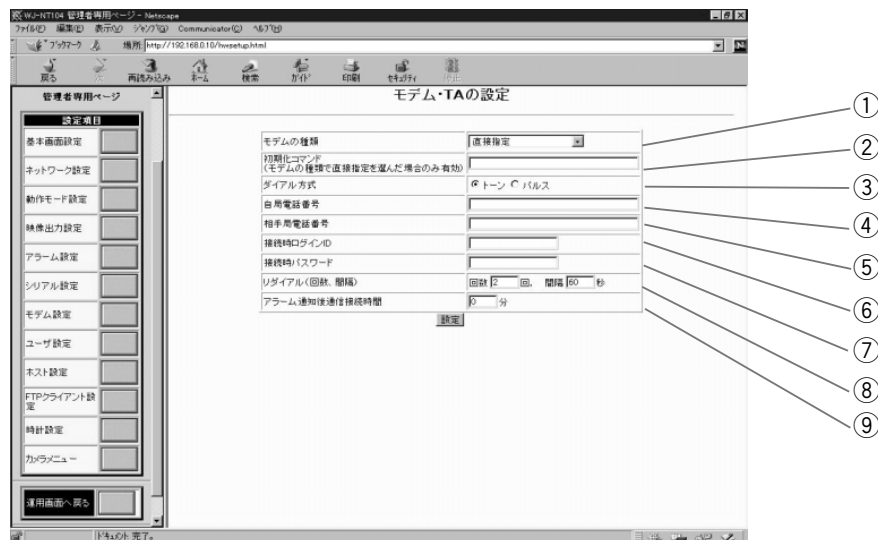 WJ-NT104 管理者専用ページ - Netscape
ファイル(F) 編集(E) 表示(V) ジャンプ(G) Communicator(C) ヘルプ(H)
ブックマーク 場所: http://192.168.0.10/hwsetup.html
戻る 再読み込み ホーム 検索 ガイド 印刷 セキュリティ 停止
管理者専用ページ
設定項目
基本画面設定
ネットワーク設定
動作モード設定
映像出力設定
アラーム設定
シリアル設定
モデム設定
ユーザ設定
ホスト設定
FTPクライアント設
定
時計設定
カメラメニュー
運用画面へ戻る
モデム・TAの設定
モデムの種類 直接指定
初期化コマンド
(モデムの種類で直接指定を選んだ場合のみ有効)
ダイアル方式 トーン パルス
自局電話番号
相手局電話番号
接続時ログインID
接続時パスワード
リダイアル(回数、間隔) 回数 2 回, 間隔 60 秒
アラーム通知後通信接続時間 0 分
設定
①
②
③
④
⑤
⑥
⑦
⑧
⑨
ドキュメント: 完了。